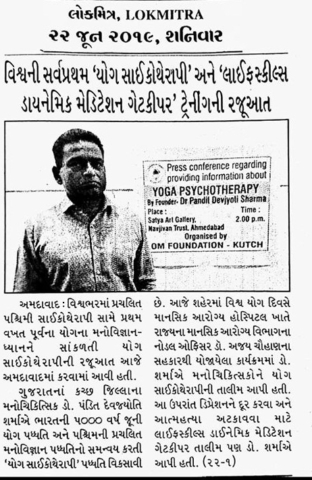 લોકમિત્ર, LOKMITRA
૨૨ જૂન ૨૦૧૯, શનિવાર
વિશ્વની સર્વપ્રથમ ‘યોગ સાઈકોથેરાપી’ અને ‘લાઈફસ્કીલ્સ
ડાયનેમિક મેડિટેશન ગેટકીપર’ ટ્રેનીંગની રજૂઆત
Press conference regarding
providing information about
YOGA PSYCHOTHERAPY
By Founder- Dr Pandit Devjyoti Sharma
Place : Time :
Satya Art Gallery, 2.00 p.m.
Navjivan Trust, Ahmedabad
Organised by
OM FOUNDATION - KUTCH
અમદાવાદ : વિશ્વભરમાં પ્રચલિત
પશ્ચિમી સાઈકોથેરાપી સામે પ્રથમ
વખત પૂર્વના યોગના મનોવિજ્ઞાન-
ધ્યાનને સાંકળતી યોગ
સાઈકોથેરાપીની રજૂઆત આજે
અમદાવાદમાં કરવામાં આવી હતી.
ગુજરાતનાં કચ્છ જિલ્લાના
મનોચિકિત્સિક ડો. પંડિત દેવજ્યોતિ
શર્માએ ભારતની ૫૦૦૦ વર્ષ જૂની
યોગ પધ્ધતિ અને પશ્ચિમની પ્રચલિત
મનોવિજ્ઞાન પધ્ધતિનો સમન્વય કરતી
‘યોગ સાઈકોથેરાપી’ પધ્ધતિ વિકસાવી
છે. આજે શહેરમાં વિશ્વ યોગ દિવસે
માનસિક આરોગ્ય હોસ્પિટલ ખાતે
રાજ્યના માનસિક આરોગ્ય વિભાગના
નોડલ ઓફિસર ડો. અજય ચૌહાણના
સહકારથી યોજાયેલા કાર્યક્રમમાં ડો.
શર્માએ મનોચિકિત્સકોને યોગ
સાઈકોથેરાપીની તાલીમ આપી હતી.
આ ઉપરાંત ડિપ્રેશનને દૂર કરવા અને
આત્મહત્યા અટકાવવા માટે
લાઈફસ્કીલ્સ ડાઈનેમિક મેડિટેશન
ગેટકીપર તાલીમ પણ ડો. શર્માએ
આપી હતી. (૨૨-૧)